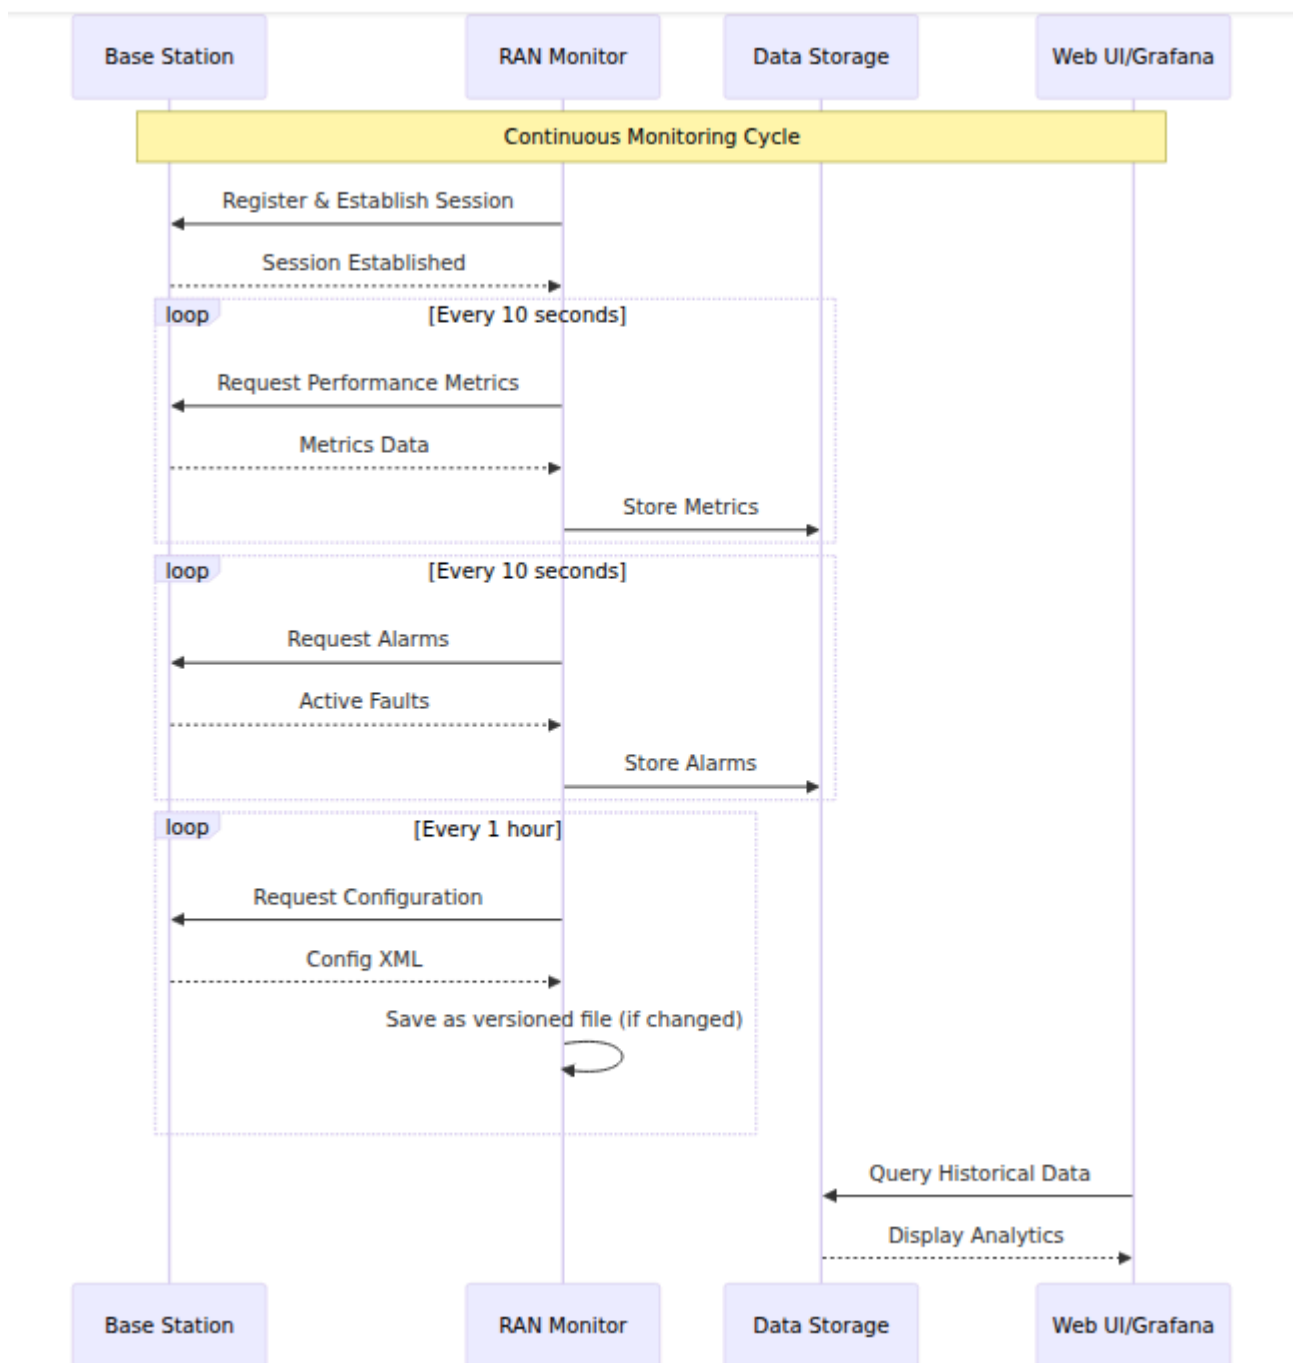 Base Station
RAN Monitor
Data Storage
Web UI/Grafana
Continuous Monitoring Cycle
Register & Establish Session
Session Established
loop
[Every 10 seconds]
Request Performance Metrics
Metrics Data
Store Metrics
loop
[Every 10 seconds]
Request Alarms
Active Faults
Store Alarms
loop
[Every 1 hour]
Request Configuration
Config XML
Save as versioned file (if changed)
Query Historical Data
Display Analytics
Base Station
RAN Monitor
Data Storage
Web UI/Grafana